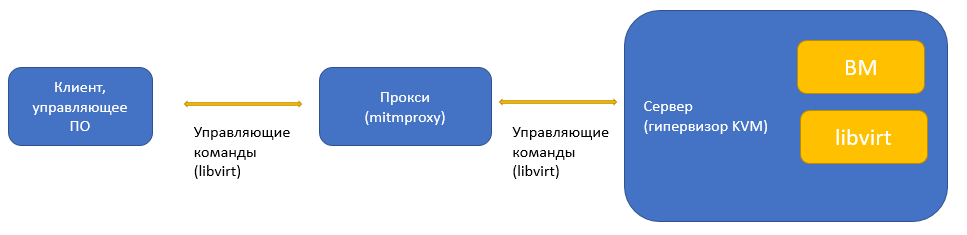 Клиент,
управляющее
ПО
Управляющие
команды
(libvirt)
Прокси
(mitmproxy)
Управляющие
команды
(libvirt)
Сервер
(гипервизор KVM)
ВМ
libvirt